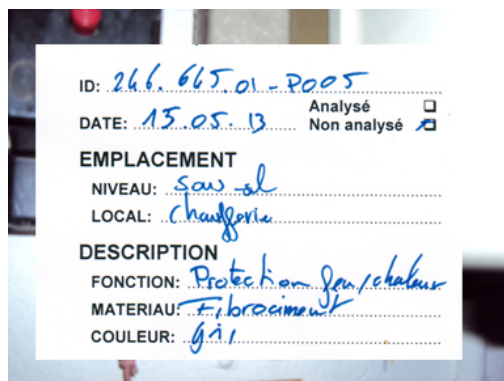 ID: 246.645.01-P005
Analysé
DATE: 15.05.13 Non analysé
EMPLACEMENT
NIVEAU: Sous-sol
LOCAL: Chaufferie
DESCRIPTION
FONCTION: Protection feu/chaleur
MATERIAU: Fibrociment
COULEUR: gris